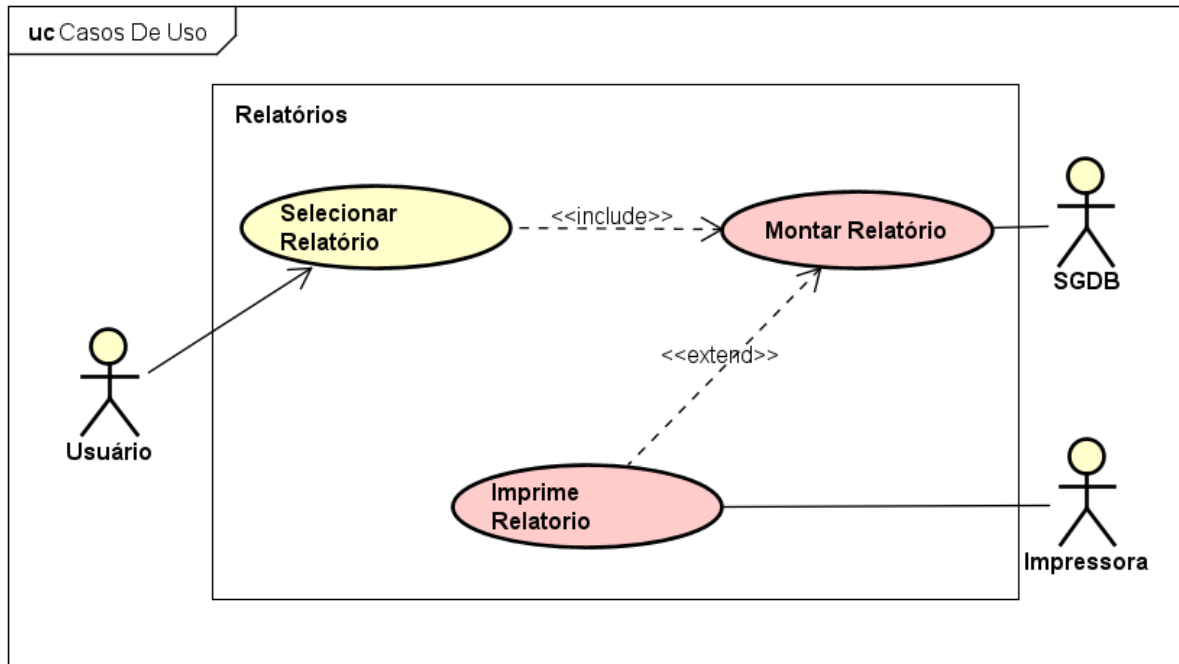 uc Casos De Uso
Relatórios
Selecionar
Relatório
<<include>>
Montar Relatório
SGDB
<<extend>>
Usuário
Imprime
Relatorio
Impressora